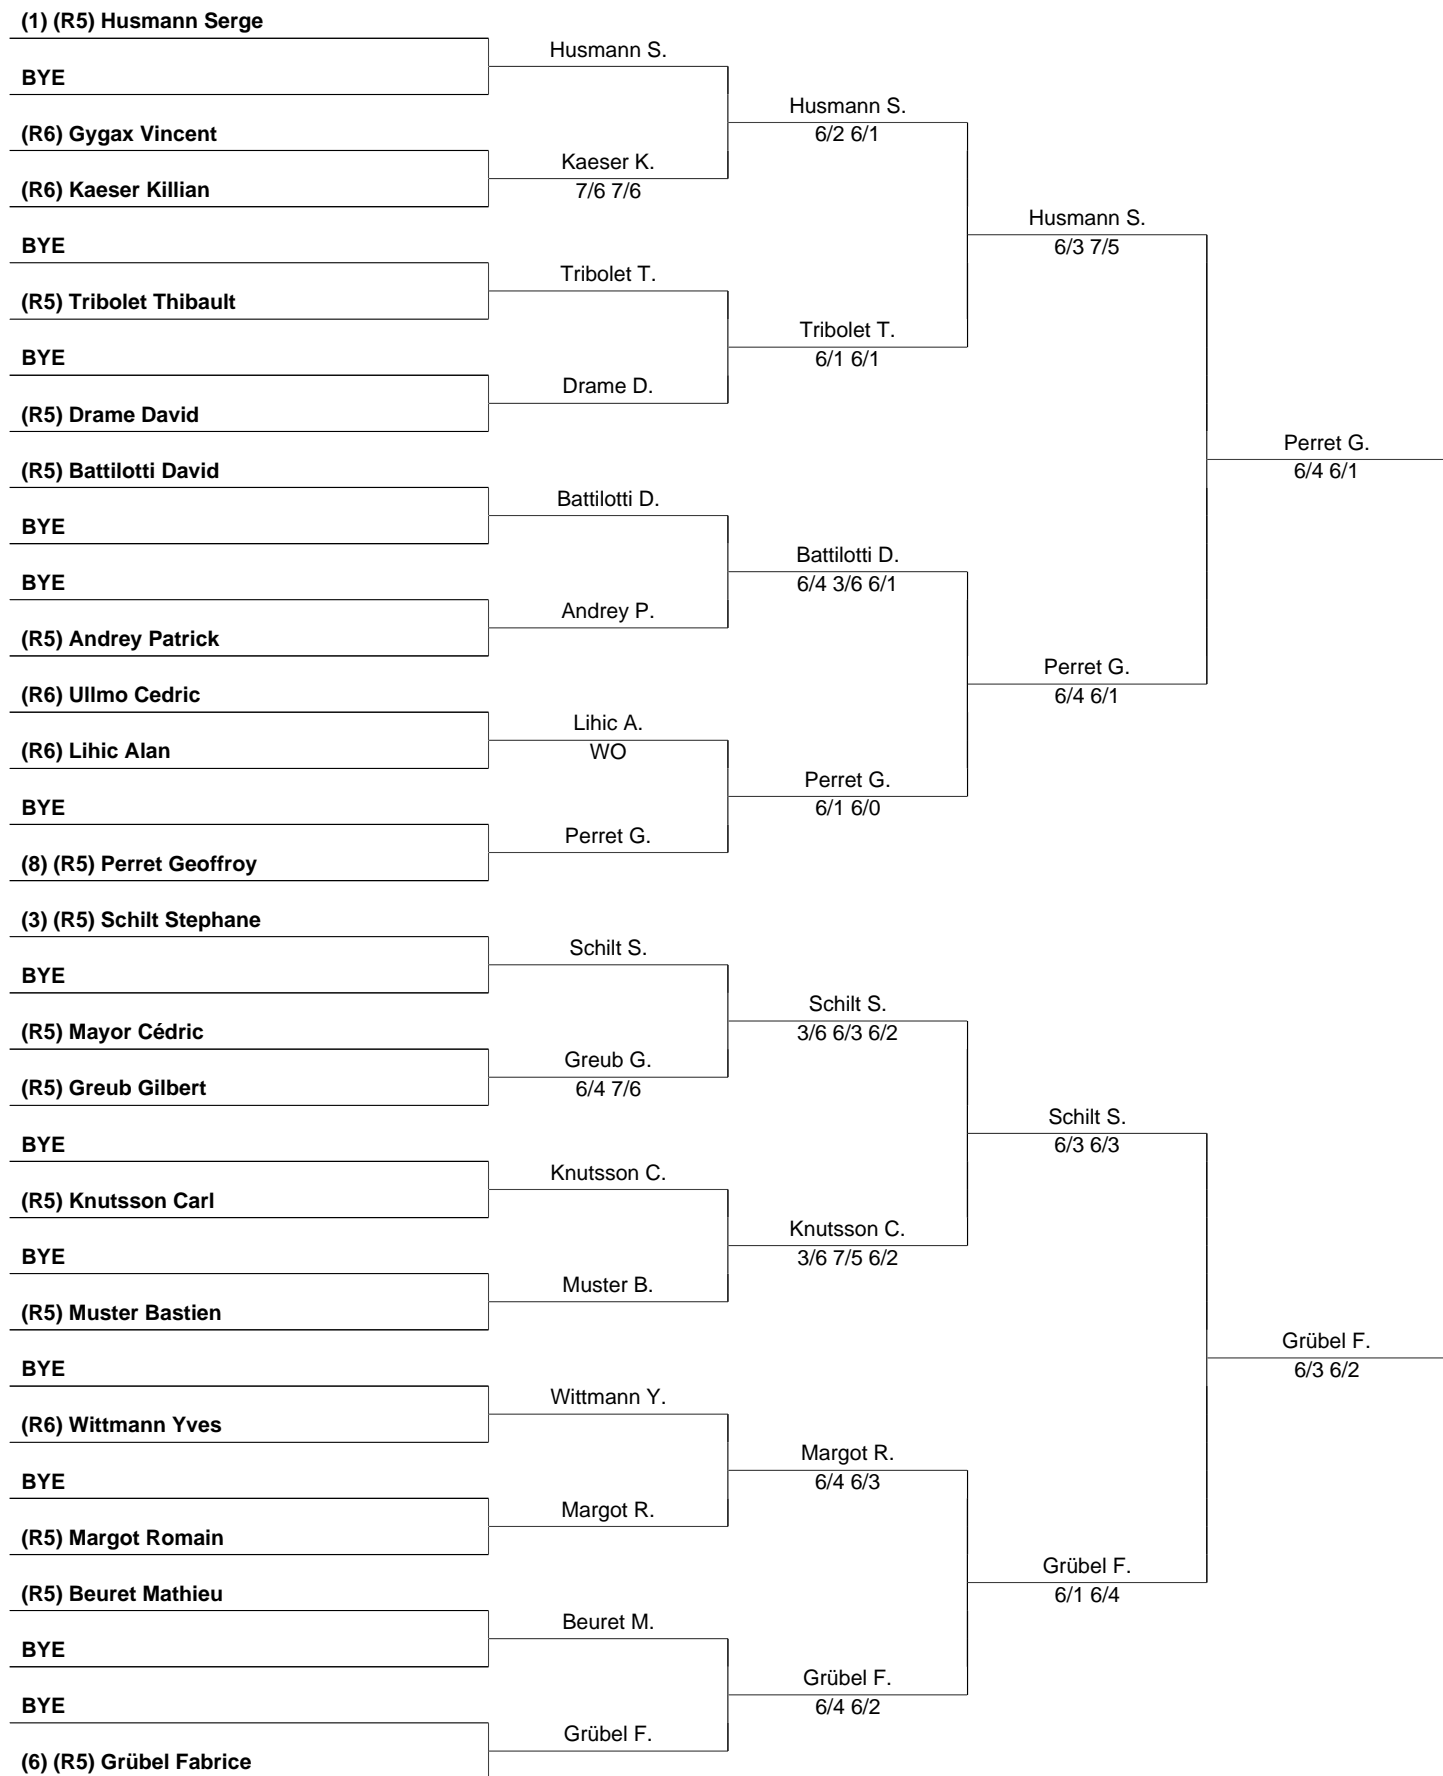 (1) (R5) Husmann Serge
BYE
(R6) Gygax Vincent
(R6) Kaeser Killian
BYE
(R5) Tribolet Thibault
BYE
(R5) Drame David
(R5) Battilotti David
BYE
BYE
(R5) Andrey Patrick
(R6) Ullmo Cedric
(R6) Lihic Alan
BYE
(8) (R5) Perret Geoffroy
(3) (R5) Schilt Stephane
BYE
(R5) Mayor Cédric
(R5) Greub Gilbert
BYE
(R5) Knutsson Carl
BYE
(R5) Muster Bastien
BYE
(R6) Wittmann Yves
BYE
(R5) Margot Romain
(R5) Beuret Mathieu
BYE
BYE
(6) (R5) Grübel Fabrice
Husmann S.
Kaeser K.
7/6 7/6
Tribolet T.
Drame D.
Battilotti D.
Andrey P.
Lihic A.
WO
Perret G.
Schilt S.
Greub G.
6/4 7/6
Knutsson C.
Muster B.
Wittmann Y.
Margot R.
Beuret M.
Grübel F.
Husmann S.
6/2 6/1
Tribolet T.
6/1 6/1
Battilotti D.
6/4 3/6 6/1
Perret G.
6/1 6/0
Schilt S.
3/6 6/3 6/2
Knutsson C.
3/6 7/5 6/2
Margot R.
6/4 6/3
Grübel F.
6/4 6/2
Husmann S.
6/3 7/5
Perret G.
6/4 6/1
Schilt S.
6/3 6/3
Grübel F.
6/1 6/4
Perret G.
6/4 6/1
Grübel F.
6/3 6/2